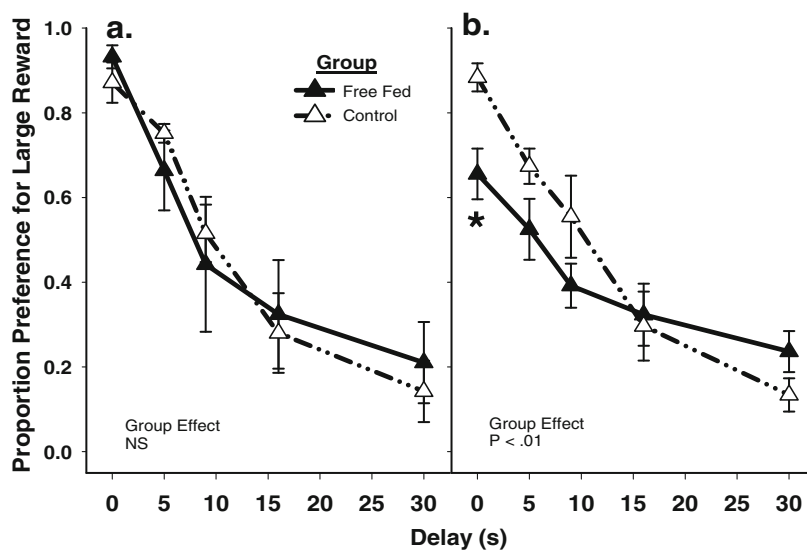 a.
b.
Group
Free Fed
Control
Proportion Preference for Large Reward
1.0
0.8
0.6
0.4
0.2
0.0
*
Group Effect
NS
Group Effect
P < .01
0 5 10 15 20 25 30 0 5 10 15 20 25 30
Delay (s)